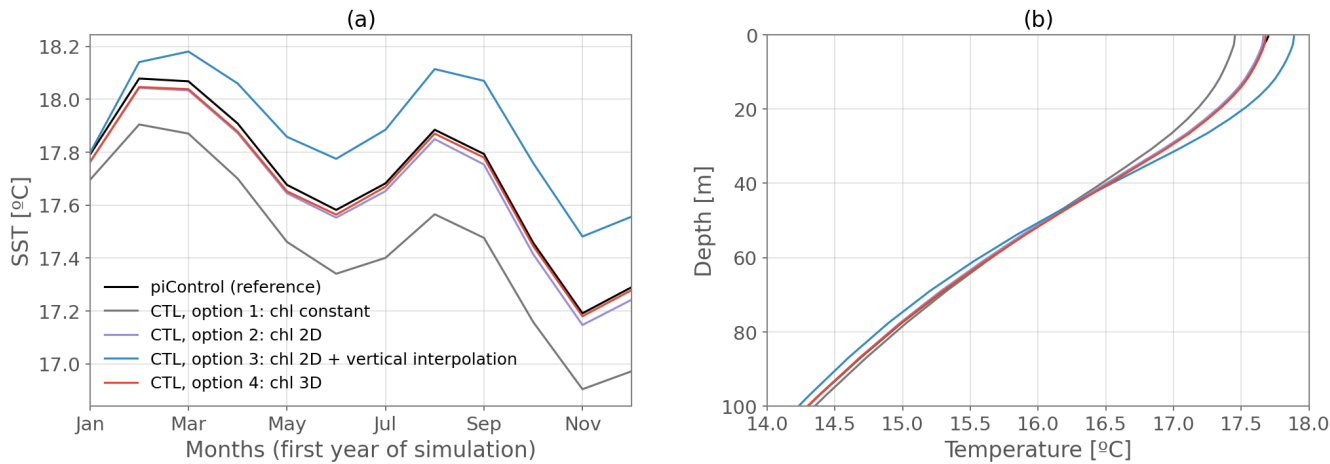 (a)
SST [ºC]
18.2
18.0
17.8
17.6
17.4
17.2
17.0
piControl (reference)
CTL, option 1: chl constant
CTL, option 2: chl 2D
CTL, option 3: chl 2D + vertical interpolation
CTL, option 4: chl 3D
Jan
Mar
May
Jul
Sep
Nov
Months (first year of simulation)
(b)
Depth [m]
0
20
40
60
80
100
14.0
14.5
15.0
15.5
16.0
16.5
17.0
17.5
18.0
Temperature [ºC]